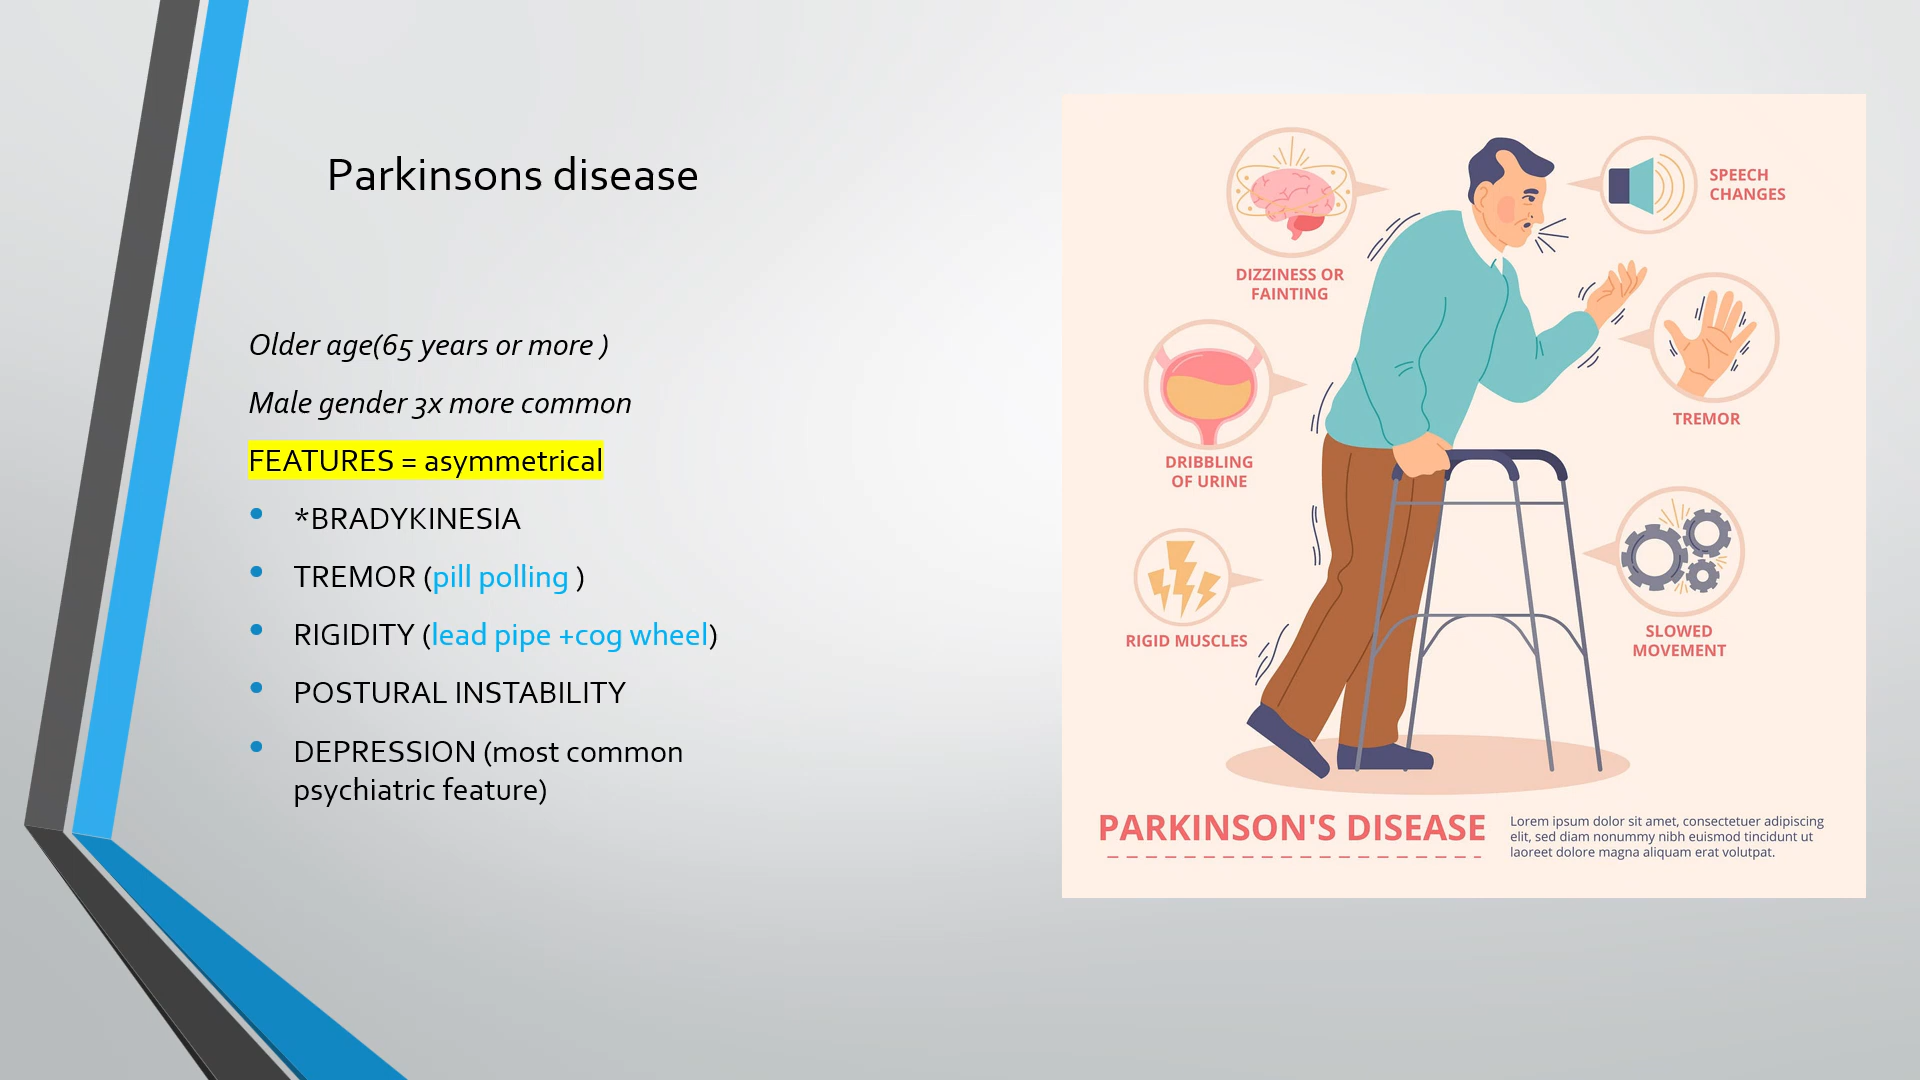 Parkinsons disease
Older age(65 years or more )
Male gender 3x more common
FEATURES = asymmetrical
• *BRADYKINESIA
• TREMOR (pill polling )
• RIGIDITY (lead pipe +cog wheel)
• POSTURAL INSTABILITY
• DEPRESSION (most common
psychiatric feature)
DIZZINESS OR
FAINTING
SPEECH
CHANGES
DRIBBLING
OF URINE
TREMOR
RIGID MUSCLES
SLOWED
MOVEMENT
PARKINSON'S DISEASE
Lorem ipsum dolor sit amet, consectetuer adipiscing
elit, sed diam nonummy nibh euismod tincidunt ut
laoreet dolore magna aliquam erat volutpat.